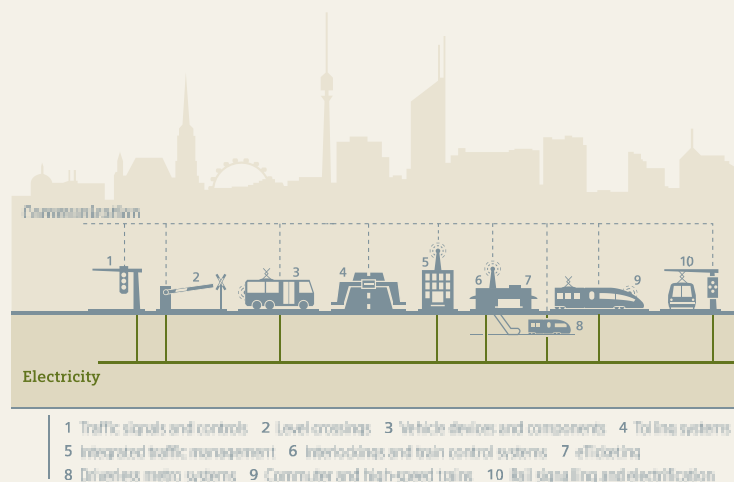 Communication
1
2
3
4
5
6
7
8
9
10
Electricity
1 Traffic signals and controls 2 Level crossings 3 Vehicle devices and components 4 Tolling systems
5 Integrated traffic management 6 Interlockings and train control systems 7 eTicketing
8 Driverless metro systems 9 Commuter and high-speed trains 10 Rail signalling and electrification